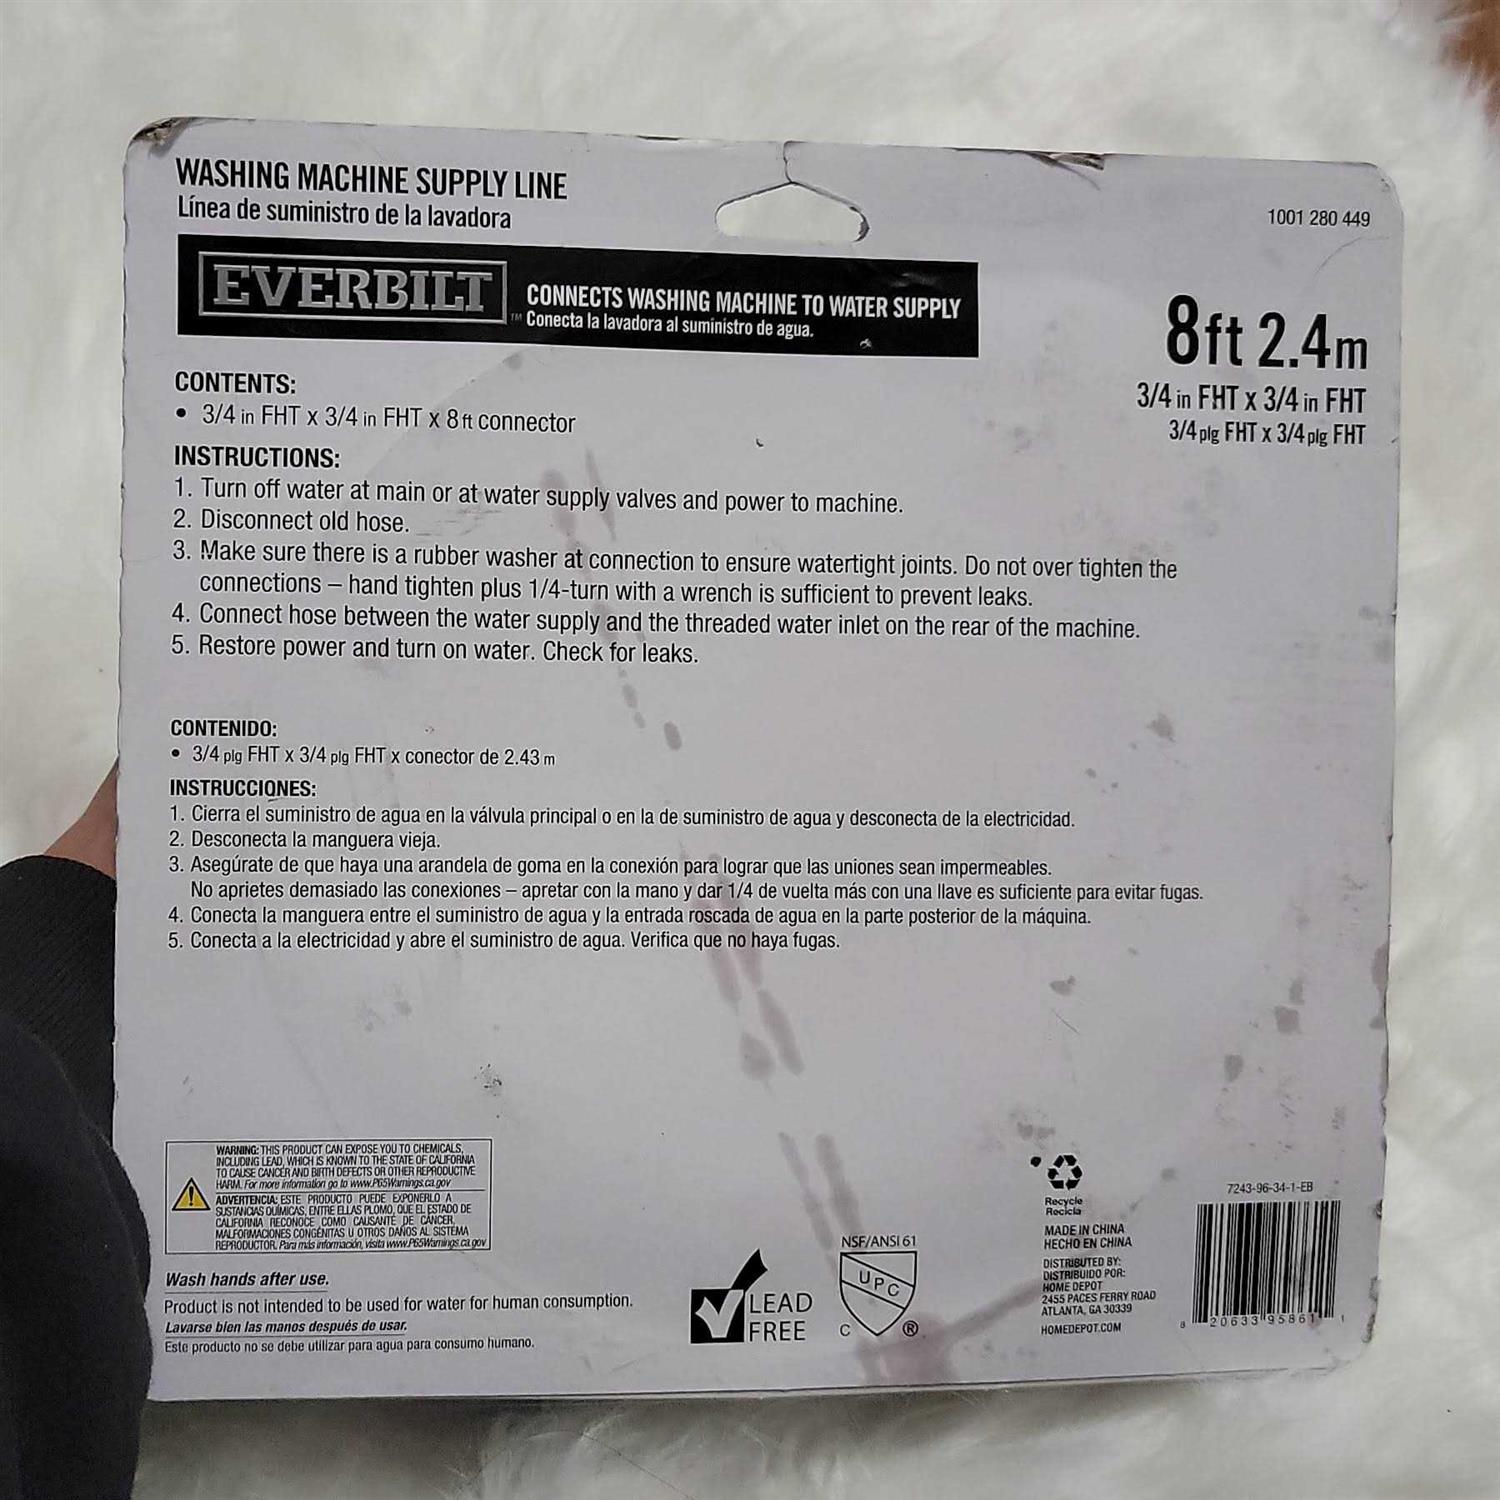 WASHING MACHINE SUPPLY LINE
Línea de suministro de la lavadora
1001 280 449
EVERBILT
TM
CONNECTS WASHING MACHINE TO WATER SUPPLY
Conecta la lavadora al suministro de agua.
8ft 2.4m
3/4 in FHT x 3/4 in FHT
3/4 plg FHT x 3/4 plg FHT
CONTENTS:
• 3/4 in FHT x 3/4 in FHT x 8 ft connector
INSTRUCTIONS:
1. Turn off water at main or at water supply valves and power to machine.
2. Disconnect old hose.
3. Make sure there is a rubber washer at connection to ensure watertight joints. Do not over tighten the
connections – hand tighten plus 1/4-turn with a wrench is sufficient to prevent leaks.
4. Connect hose between the water supply and the threaded water inlet on the rear of the machine.
5. Restore power and turn on water. Check for leaks.
CONTENIDO:
• 3/4 plg FHT x 3/4 plg FHT x conector de 2.43 m
INSTRUCCIONES:
1. Cierra el suministro de agua en la válvula principal o en la de suministro de agua y desconecta de la electricidad.
2. Desconecta la manguera vieja.
3. Asegúrate de que haya una arandela de goma en la conexión para lograr que las uniones sean impermeables.
No aprietes demasiado las conexiones – apretar con la mano y dar 1/4 de vuelta más con una llave es suficiente para evitar fugas.
4. Conecta la manguera entre el suministro de agua y la entrada roscada de agua en la parte posterior de la máquina.
5. Conecta a la electricidad y abre el suministro de agua. Verifica que no haya fugas.
WARNING: THIS PRODUCT CAN EXPOSE YOU TO CHEMICALS,
INCLUDING LEAD, WHICH IS KNOWN TO THE STATE OF CALIFORNIA
TO CAUSE CANCER AND BIRTH DEFECTS OR OTHER REPRODUCTIVE
HARM. For more information go to www.P65Warnings.ca.gov
ADVERTENCIA: ESTE PRODUCTO PUEDE EXPONERLO A
SUSTANCIAS QUÍMICAS, ENTRE ELLAS PLOMO, QUE EL ESTADO DE
CALIFORNIA RECONOCE COMO CAUSANTE DE CÁNCER,
MALFORMACIONES CONGÉNITAS U OTROS DAÑOS AL SISTEMA
REPRODUCTOR. Para más información, visita www.P65Warnings.ca.gov
Wash hands after use.
Product is not intended to be used for water for human consumption.
Lavarse bien las manos después de usar.
Este producto no se debe utilizar para agua para consumo humano.
LEAD
FREE
NSF/ANSI 61
UPC
C ®
Recycle
Recicla
MADE IN CHINA
HECHO EN CHINA
DISTRIBUTED BY:
DISTRIBUIDO POR:
HOME DEPOT
2455 PACES FERRY ROAD
ATLANTA, GA 30339
HOMEDEPOT.COM
7243-96-34-1-EB
8 20633 95861 1